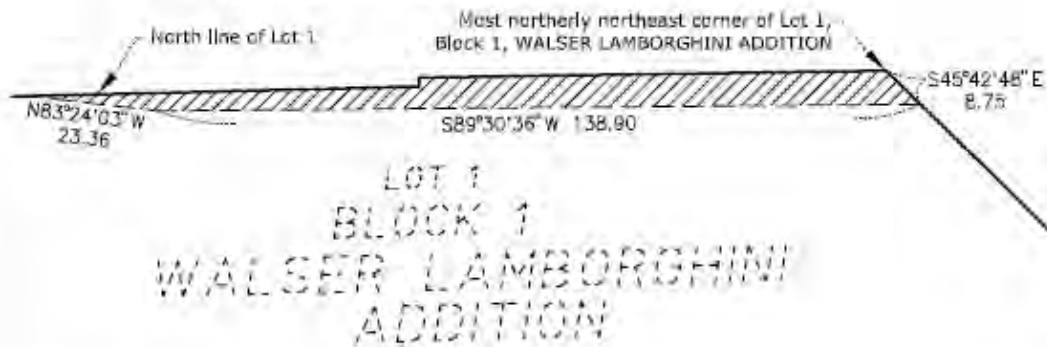 North line of Lot 1
Most northerly northeast corner of Lot 1,
Block 1, WALSER LAMBORGHINI ADDITION
S45°42'48" E
8.75
N83°24'03" W
23.36
S89°30'36" W 138.90
LOT 1
BLOCK 1
WALSER LAMBORGHINI
ADDITION